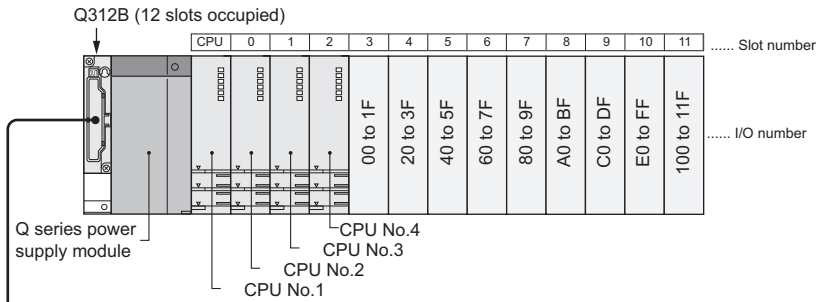 Q312B (12 slots occupied)
CPU 0 1 2 3 4 5 6 7 8 9 10 11 ...... Slot number
00 to 1F
20 to 3F
40 to 5F
60 to 7F
80 to 9F
A0 to BF
C0 to DF
E0 to FF
100 to 11F
...... I/O number
Q series power
supply module
CPU No.4
CPU No.3
CPU No.2
CPU No.1